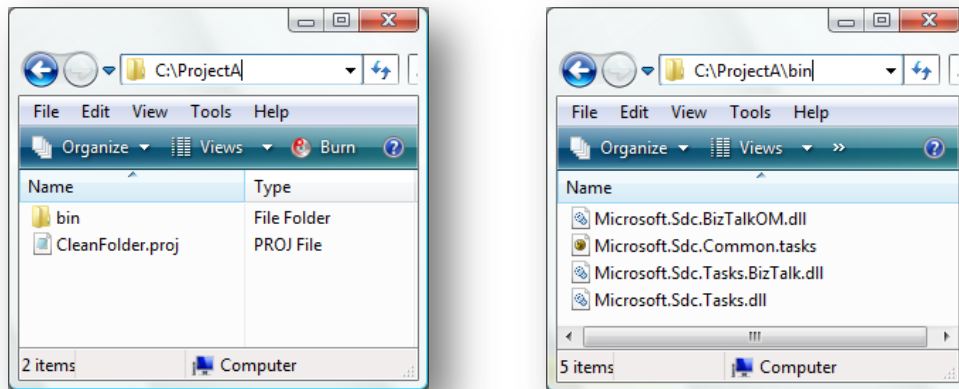 C:\ProjectA
File Edit View Tools Help
Organize Views Burn
Name Type
bin File Folder
CleanFolder.proj PROJ File
2 items Computer
C:\ProjectA\bin
File Edit View Tools Help
Organize Views »
Name
Microsoft.Sdc.BizTalkOM.dll
Microsoft.Sdc.Common.tasks
Microsoft.Sdc.Tasks.BizTalk.dll
Microsoft.Sdc.Tasks.dll
5 items Computer